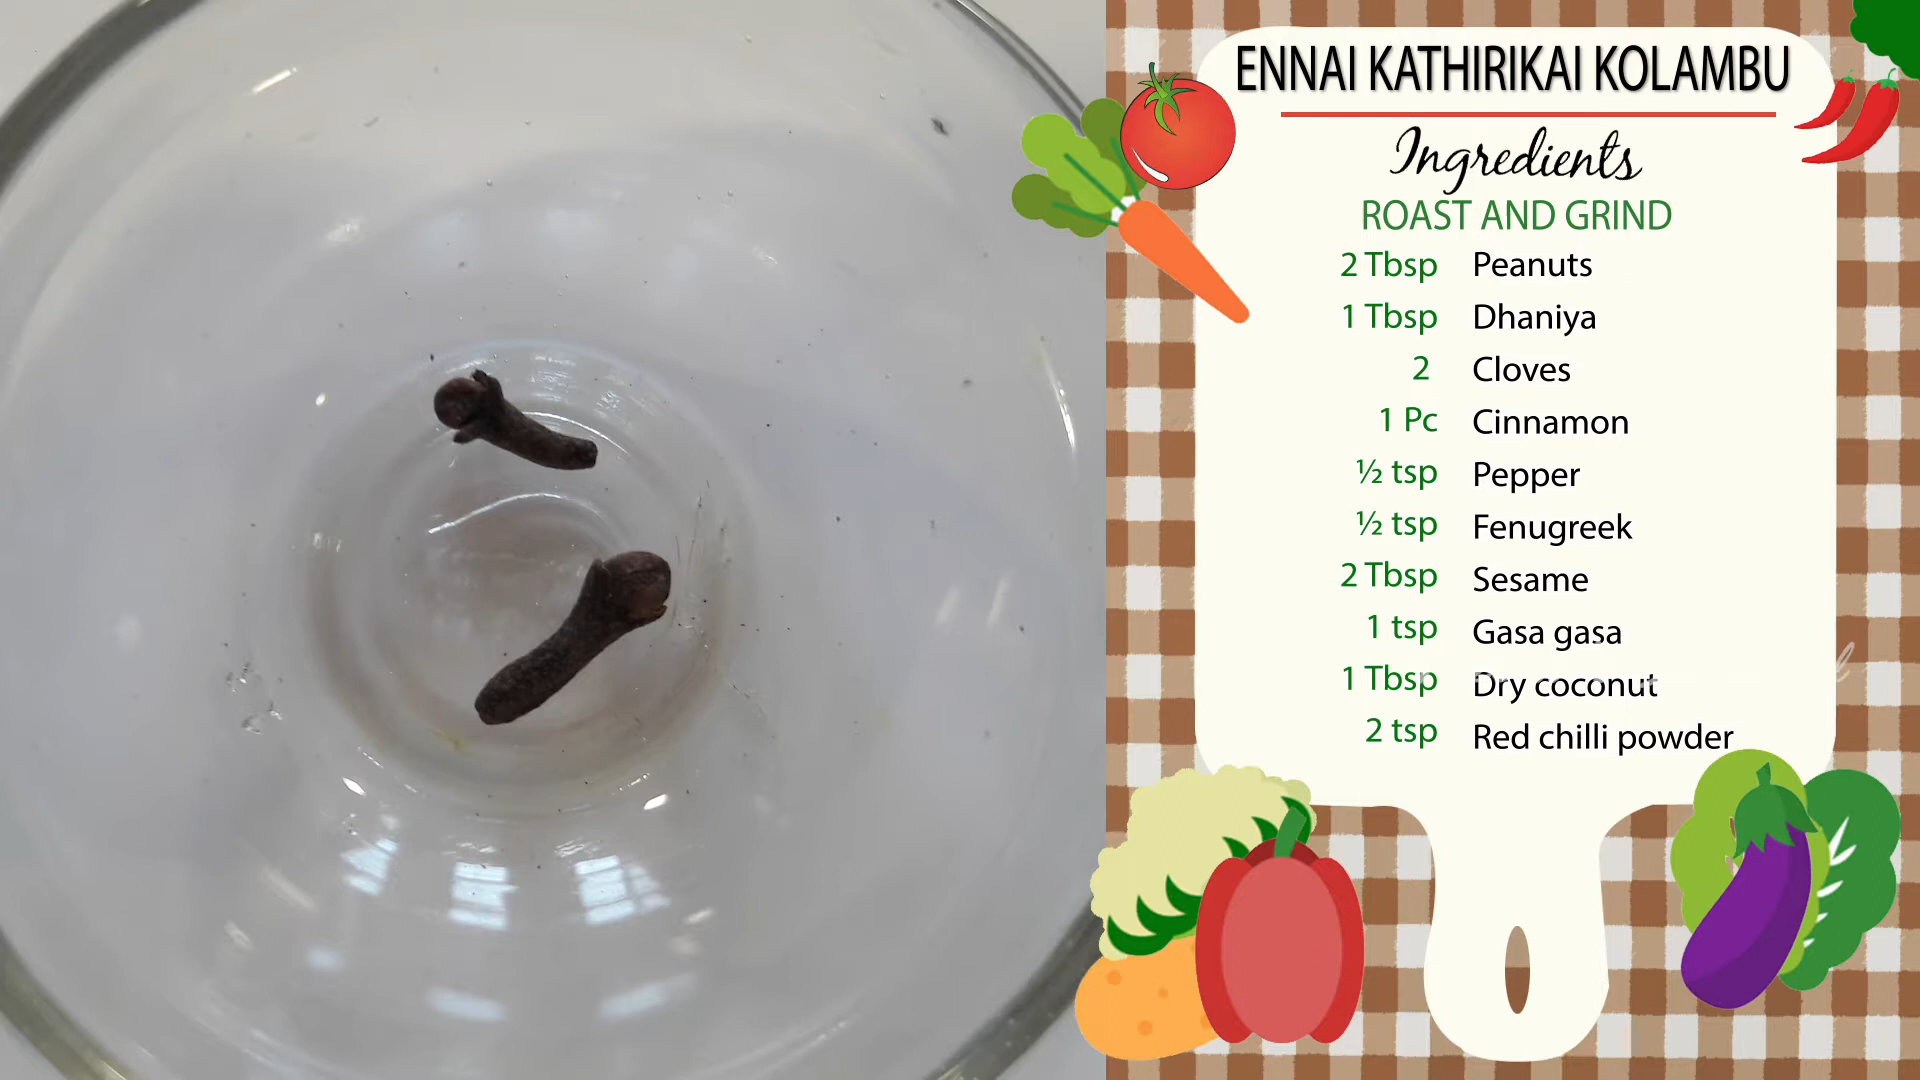 ENNAI KATHIRIKAI KOLAMBU
Ingredients
ROAST AND GRIND
2 Tbsp Peanuts
1 Tbsp Dhaniya
2 Cloves
1 Pc Cinnamon
½ tsp Pepper
½ tsp Fenugreek
2 Tbsp Sesame
1 tsp Gasa gasa
1 Tbsp Dry coconut
2 tsp Red chilli powder